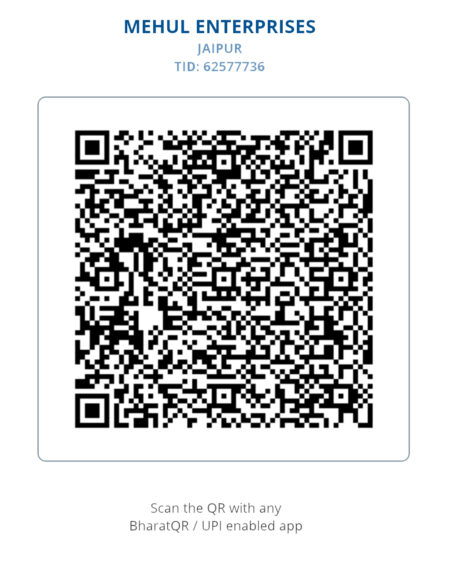 MEHUL ENTERPRISES
JAIPUR
TID: 62577736
Scan the QR with any
BharatQR / UPI enabled app